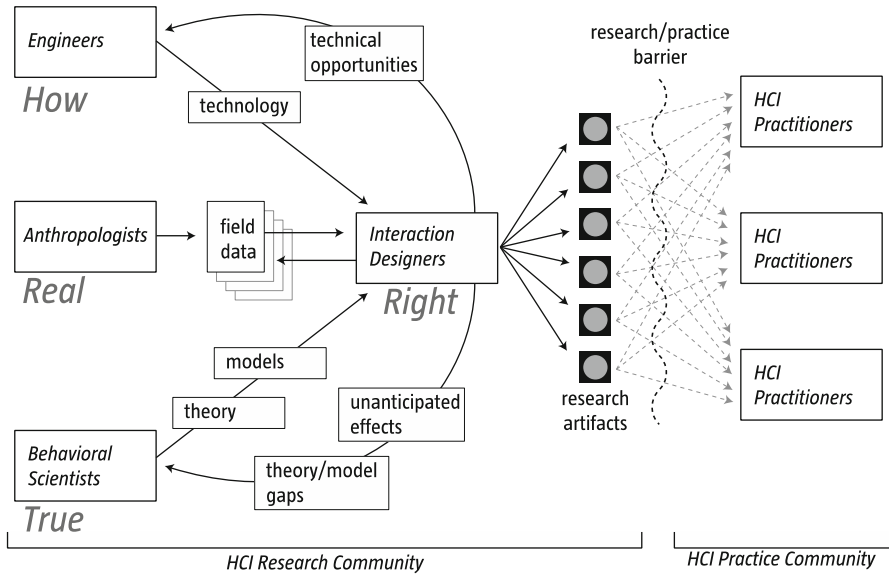 Engineers
How
technical
opportunities
technology
research/practice
barrier
HCI
Practitioners
Anthropologists
Real
field
data
Interaction
Designers
Right
HCI
Practitioners
models
theory
unanticipated
effects
research
artifacts
HCI
Practitioners
Behavioral
Scientists
True
theory/model
gaps
HCI Research Community
HCI Practice Community